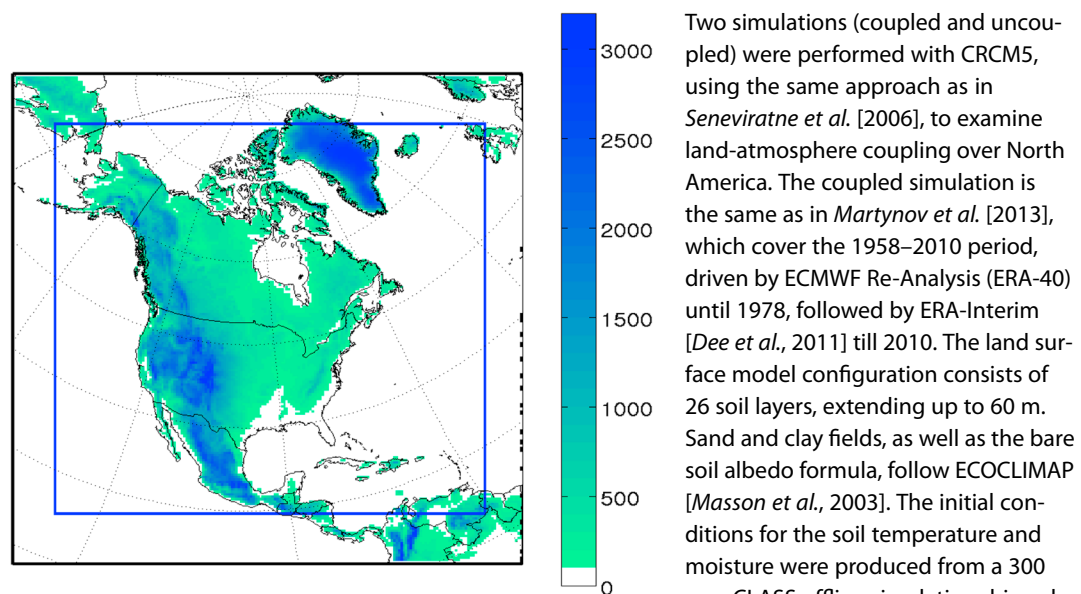 3000
2500
2000
1500
1000
500
0
Two simulations (coupled and uncou-
pled) were performed with CRCM5,
using the same approach as in
Seneviratne et al. [2006], to examine
land-atmosphere coupling over North
America. The coupled simulation is
the same as in Martynov et al. [2013],
which cover the 1958–2010 period,
driven by ECMWF Re-Analysis (ERA-40)
until 1978, followed by ERA-Interim
[Dee et al., 2011] till 2010. The land sur-
face model configuration consists of
26 soil layers, extending up to 60 m.
Sand and clay fields, as well as the bare
soil albedo formula, follow ECOCLIMAP
[Masson et al., 2003]. The initial con-
ditions for the soil temperature and
moisture were produced from a 300